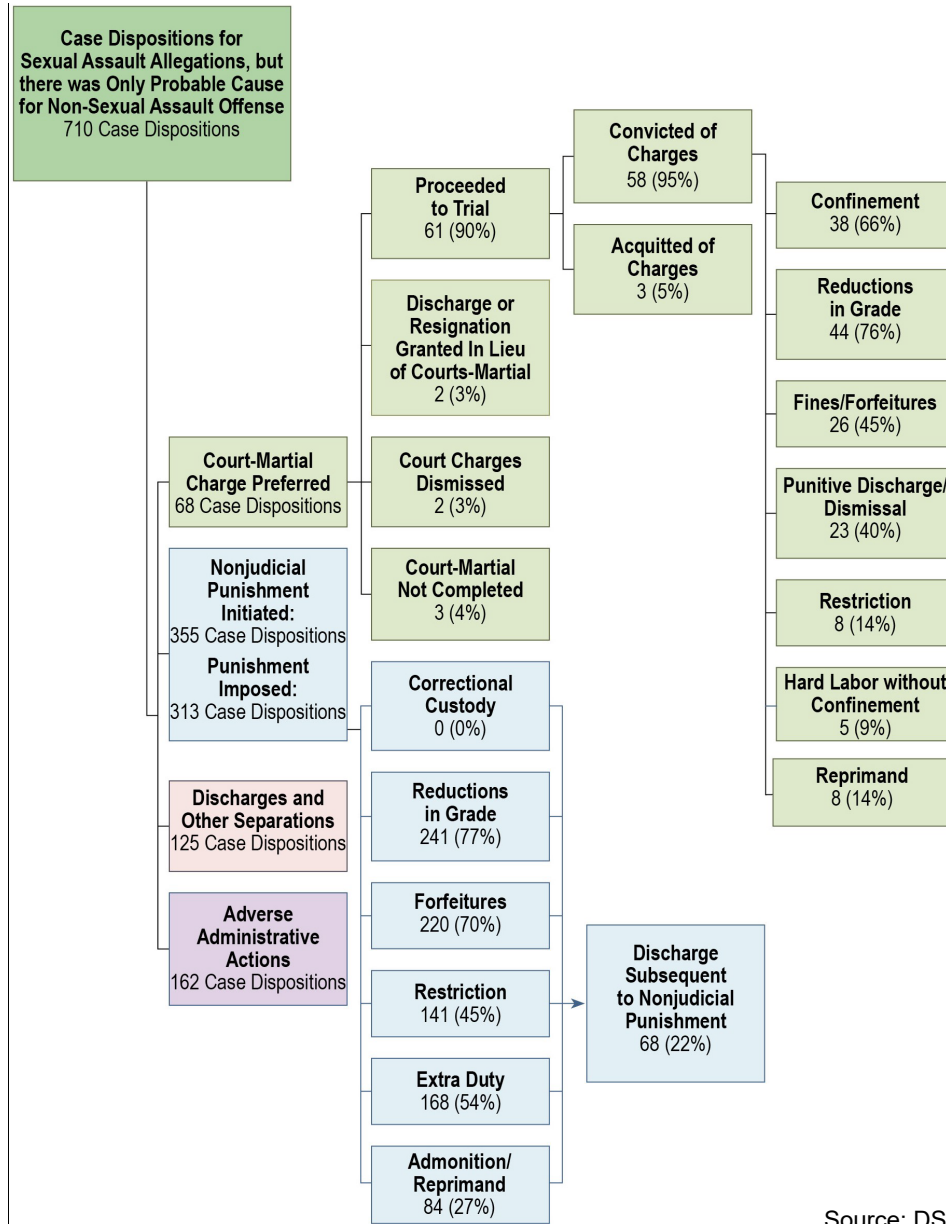 Case Dispositions for
Sexual Assault Allegations, but
there was Only Probable Cause
for Non-Sexual Assault Offense
710 Case Dispositions
Court-Martial
Charge Preferred
68 Case Dispositions
Nonjudicial
Punishment
Initiated:
355 Case Dispositions
Punishment
Imposed:
313 Case Dispositions
Discharges and
Other Separations
125 Case Dispositions
Adverse
Administrative
Actions
162 Case Dispositions
Proceeded
to Trial
61 (90%)
Discharge or
Resignation
Granted In Lieu
of Courts-Martial
2 (3%)
Court Charges
Dismissed
2 (3%)
Court-Martial
Not Completed
3 (4%)
Correctional
Custody
0 (0%)
Reductions
in Grade
241 (77%)
Forfeitures
220 (70%)
Restriction
141 (45%)
Extra Duty
168 (54%)
Admonition/
Reprimand
84 (27%)
Convicted of
Charges
58 (95%)
Acquitted of
Charges
3 (5%)
Discharge
Subsequent
to Nonjudicial
Punishment
68 (22%)
Confinement
38 (66%)
Reductions
in Grade
44 (76%)
Fines/Forfeitures
26 (45%)
Punitive Discharge/
Dismissal
23 (40%)
Restriction
8 (14%)
Hard Labor without
Confinement
5 (9%)
Reprimand
8 (14%)
Source: DS